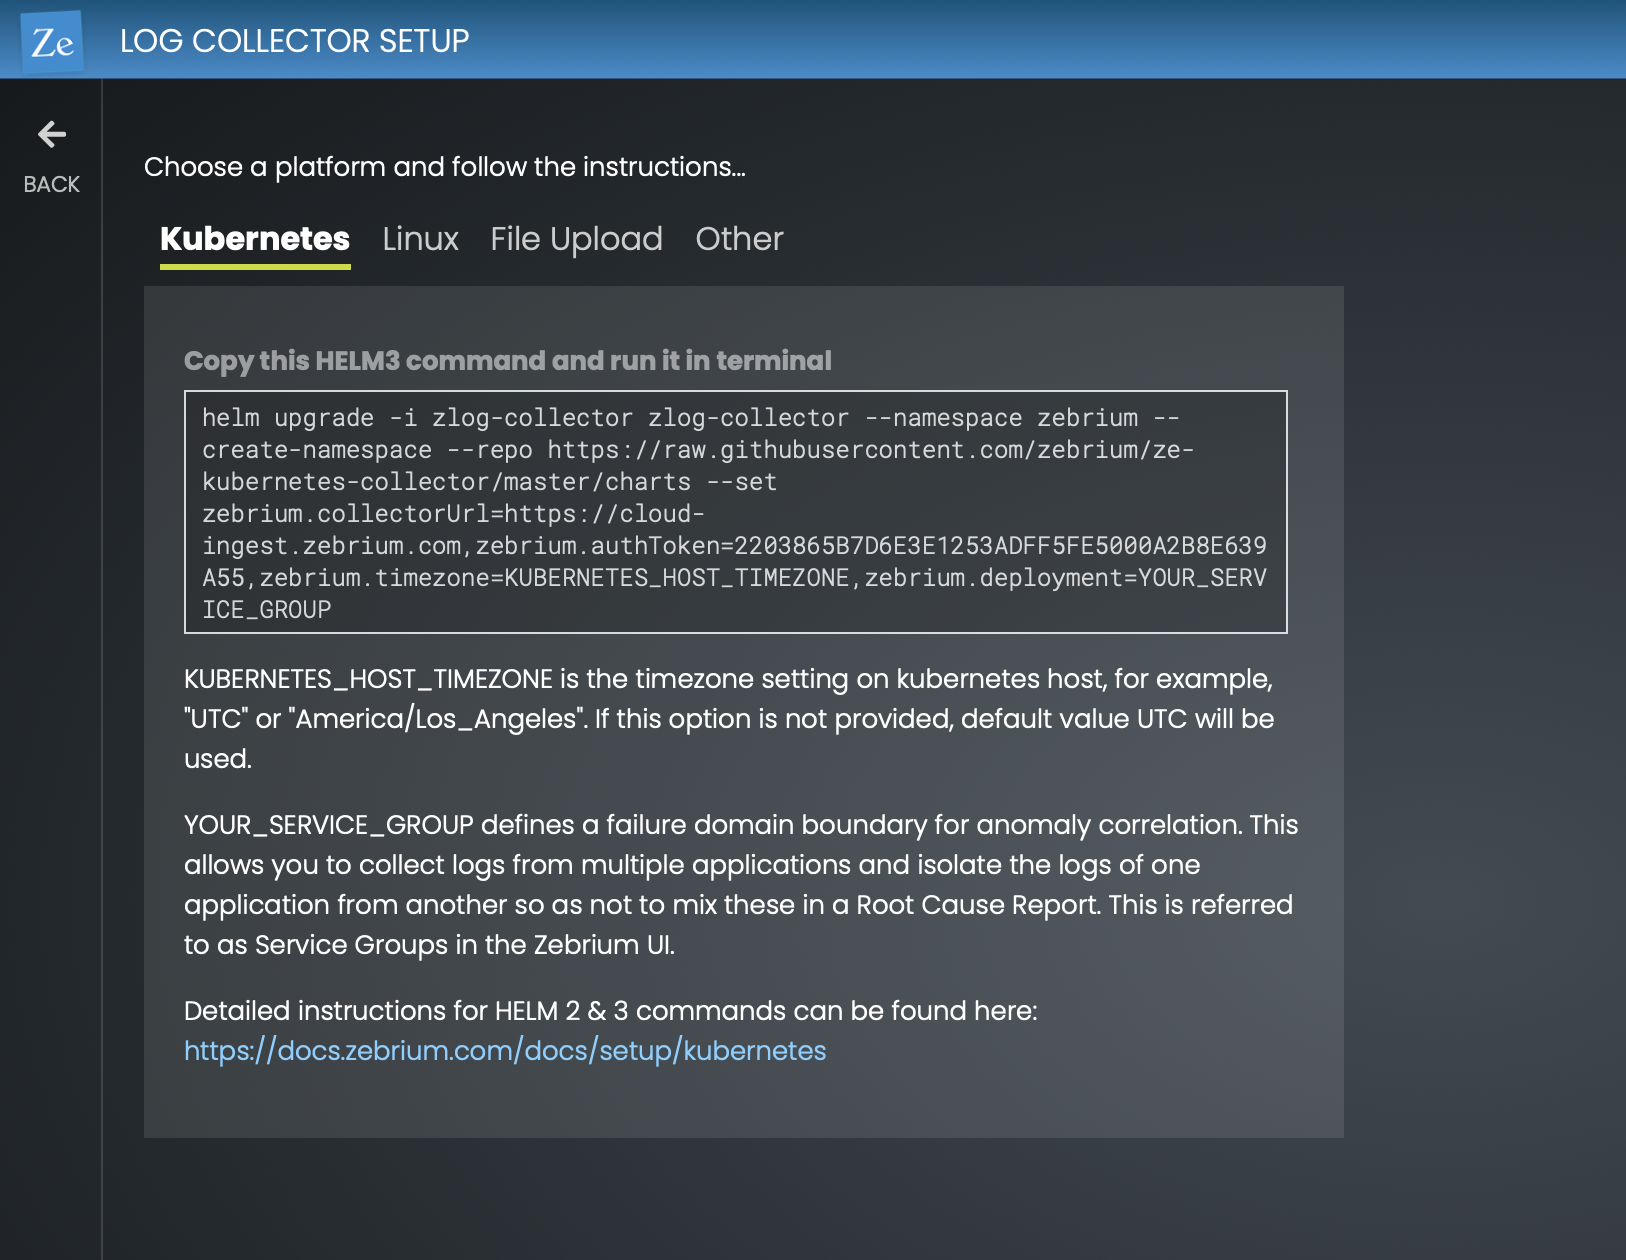 Ze
LOG COLLECTOR SETUP
BACK
Choose a platform and follow the instructions...
Kubernetes Linux File Upload Other
Copy this HELM3 command and run it in terminal
helm upgrade -i zlog-collector zlog-collector --namespace zebrium --
create-namespace --repo https://raw.githubusercontent.com/zebrium/ze-
kubernetes-collector/master/charts --set
zebrium.collectorUrl=https://cloud-
ingest.zebrium.com,zebrium.authToken=2203865B7D6E3E1253ADFF5FE5000A2B8E639
A55,zebrium.timezone=KUBERNETES_HOST_TIMEZONE,zebrium.deployment=YOUR_SERV
ICE_GROUP
KUBERNETES_HOST_TIMEZONE is the timezone setting on kubernetes host, for example,
"UTC" or "America/Los_Angeles". If this option is not provided, default value UTC will be
used.
YOUR_SERVICE_GROUP defines a failure domain boundary for anomaly correlation. This
allows you to collect logs from multiple applications and isolate the logs of one
application from another so as not to mix these in a Root Cause Report. This is referred
to as Service Groups in the Zebrium UI.
Detailed instructions for HELM 2 & 3 commands can be found here:
https://docs.zebrium.com/docs/setup/kubernetes